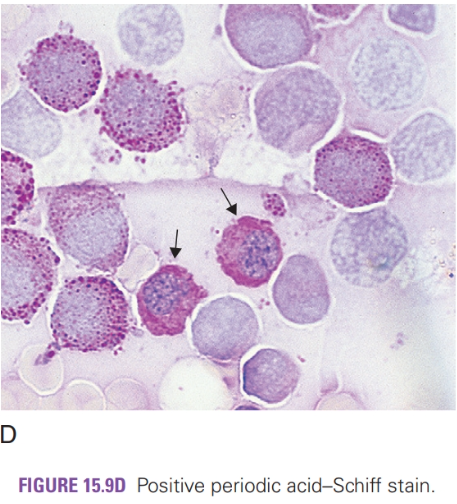 D
FIGURE 15.9D Positive periodic acid–Schiff stain.